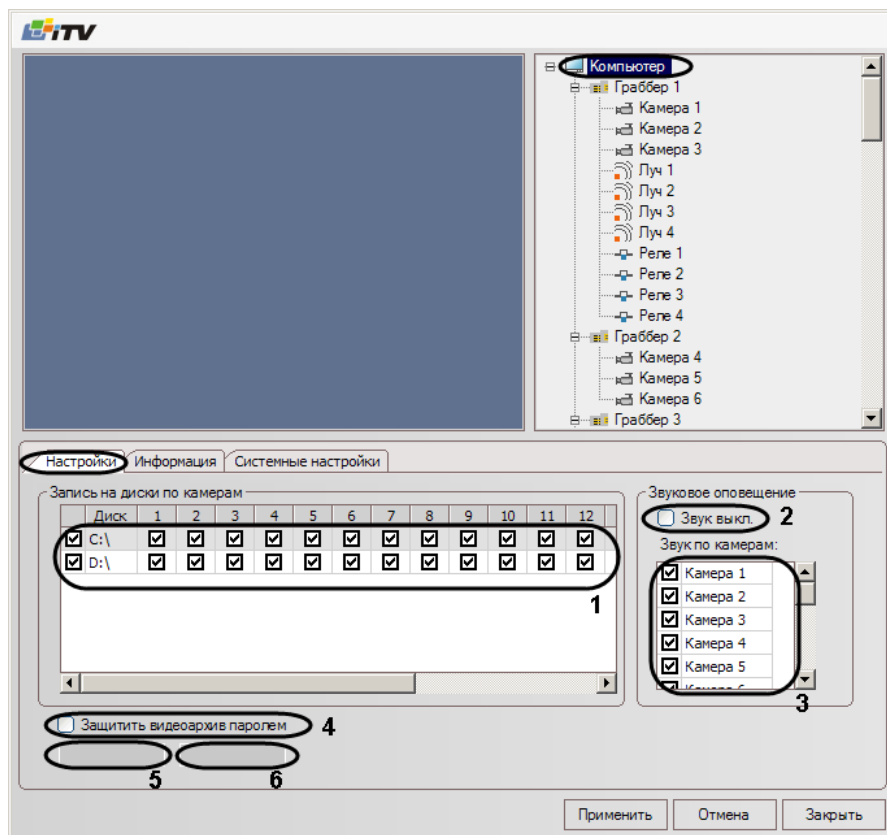 iTV
Компьютер
Граббер 1
Камера 1
Камера 2
Камера 3
Луч 1
Луч 2
Луч 3
Луч 4
Реле 1
Реле 2
Реле 3
Реле 4
Граббер 2
Камера 4
Камера 5
Камера 6
Граббер 3
Настройки Информация Системные настройки
Запись на диски по камерам
Диск 1 2 3 4 5 6 7 8 9 10 11 12
C:\
D:\
1
Звуковое оповещение
Звук выкл. 2
Звук по камерам:
Камера 1
Камера 2
Камера 3
Камера 4
Камера 5
3
Защитить видеоархив паролем 4
5 6
Применить Отмена Закрыть